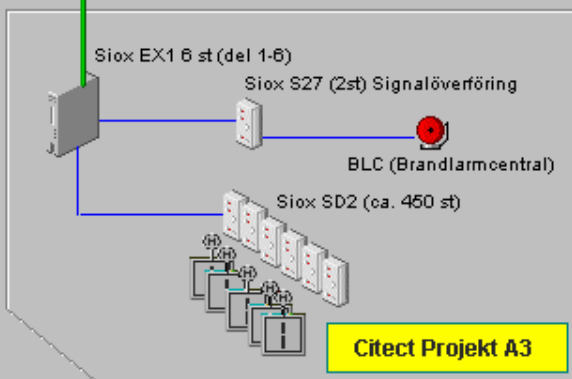 Siox EX1 6 st (del 1-6)
Siox S27 (2st) Signalöverföring
BLC (Brandlarmcentral)
Siox SD2 (ca. 450 st)
Citect Projekt A3